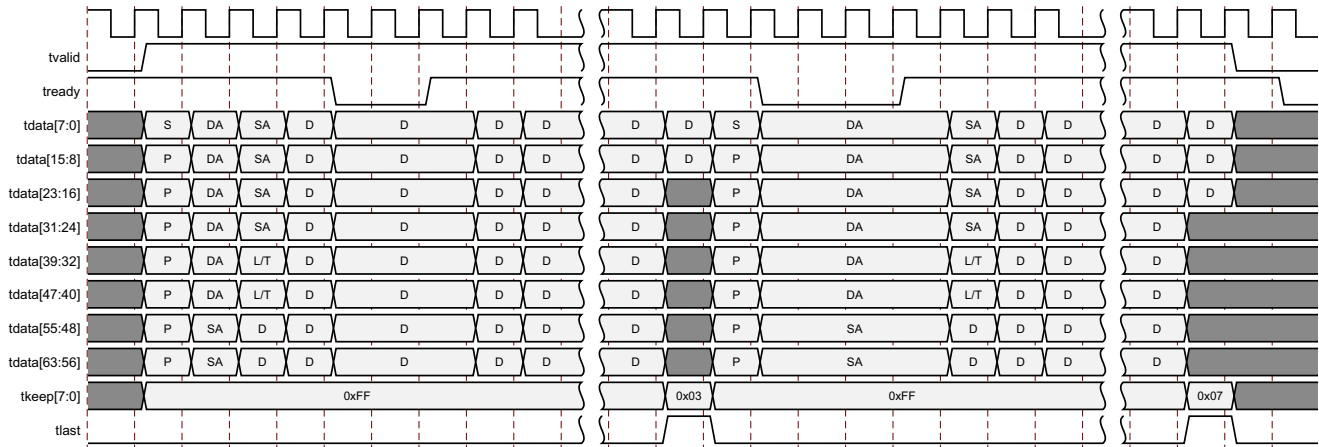 tvalid
tready
tdata[7:0] S DA SA D D D D D D S DA SA D D D D
tdata[15:8] P DA SA D D D D D D P DA SA D D D D
tdata[23:16] P DA SA D D D D D P DA SA D D D D
tdata[31:24] P DA SA D D D D D P DA SA D D D
tdata[39:32] P DA L/T D D D D D P DA L/T D D D
tdata[47:40] P DA L/T D D D D D P DA L/T D D D
tdata[55:48] P SA D D D D D D P SA D D D D
tdata[63:56] P SA D D D D D D P SA D D D D
tkeep[7:0] 0xFF 0x03 0xFF 0x07
tlast